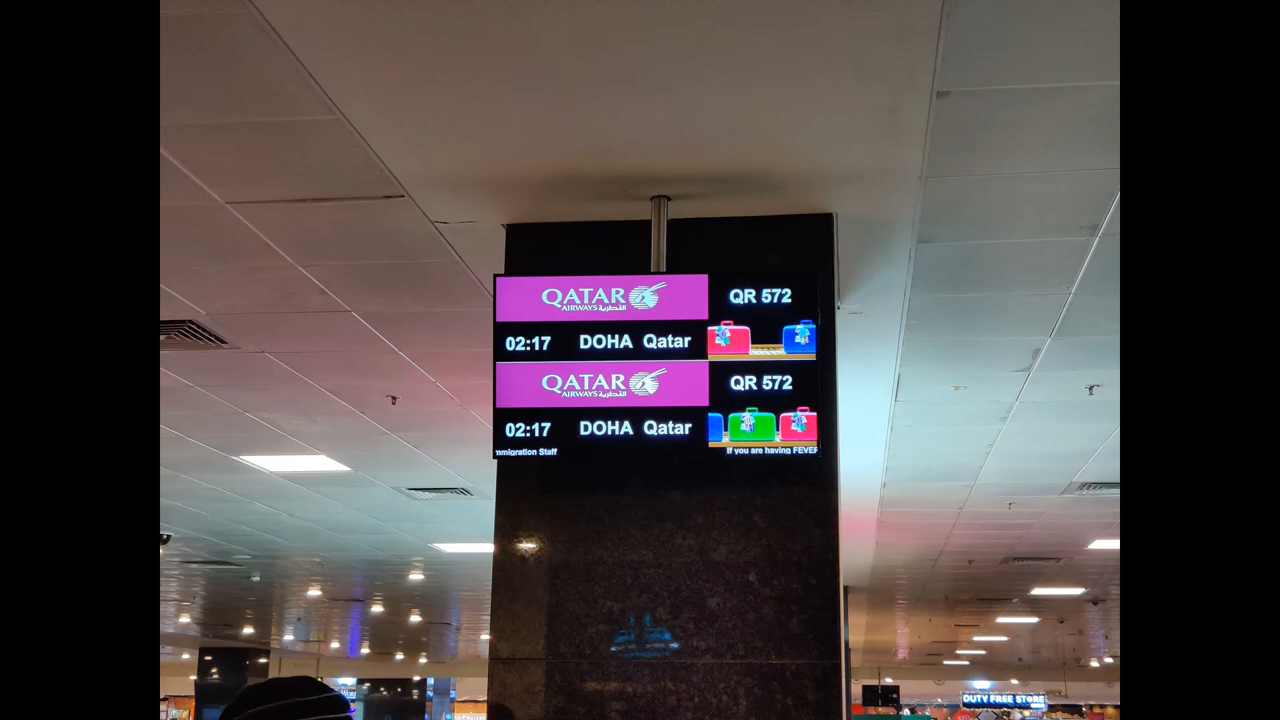 QATAR
AIRWAYS القطرية
QR 572
02:17 DOHA Qatar
QATAR
AIRWAYS القطرية
QR 572
02:17 DOHA Qatar
mmigration Staff If you are having FEVER
DUTY FREE STORE